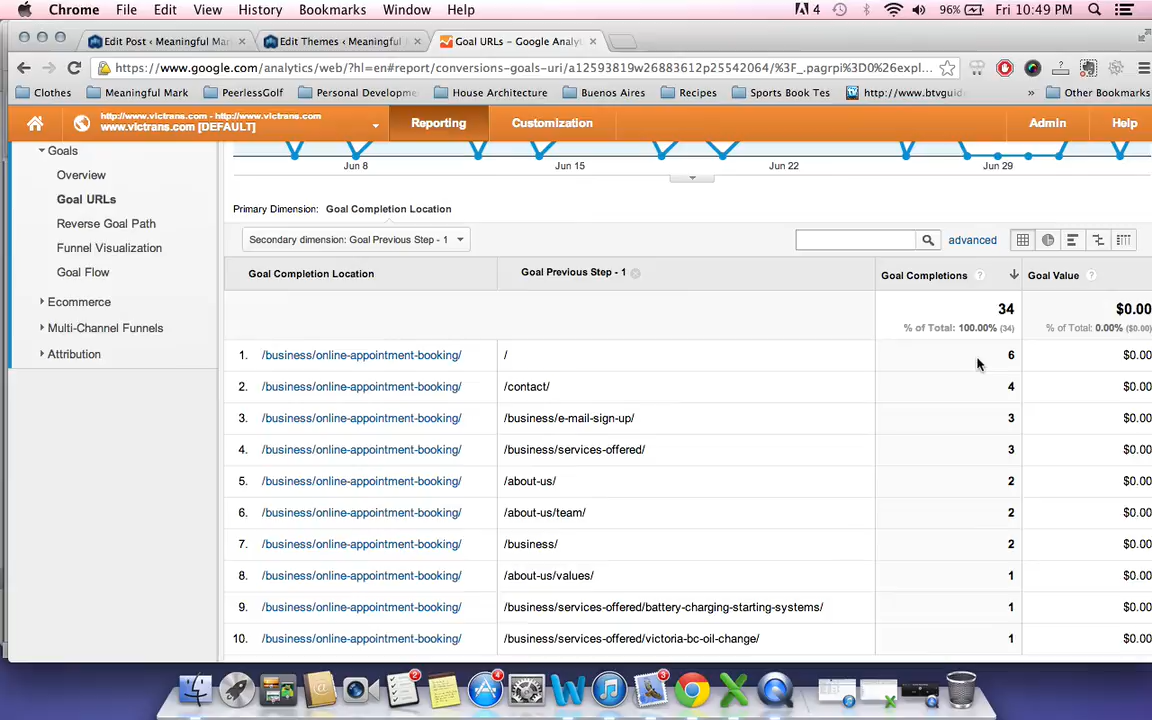 Chrome File Edit View History Bookmarks Window Help 4 96% Fri 10:49 PM
Edit Post ‹ Meaningful Mar × Edit Themes ‹ Meaningful × Goal URLs – Google Analy ×
https://www.google.com/analytics/web/?hl=en#report/conversions-goals-uri/a12593819w26883612p25542064/%3F_.pagrpi%3D0%26expl...
Clothes Meaningful Mark PeerlessGolf Personal Developme House Architecture Buenos Aires Recipes Sports Book Tes http://www.btvguid » Other Bookmarks
http://www.victrans.com - http://www.victrans.com
www.victrans.com [DEFAULT]
Reporting Customization Admin Help
Goals
Overview
Goal URLs
Reverse Goal Path
Funnel Visualization
Goal Flow
Ecommerce
Multi-Channel Funnels
Attribution
Jun 8 Jun 15 Jun 22 Jun 29
Primary Dimension: Goal Completion Location
Secondary dimension: Goal Previous Step - 1 advanced
Goal Completion Location Goal Previous Step - 1 Goal Completions ? Goal Value ?
34 $0.00
% of Total: 100.00% (34) % of Total: 0.00% ($0.00)
1. /business/online-appointment-booking/ / 6 $0.00
2. /business/online-appointment-booking/ /contact/ 4 $0.00
3. /business/online-appointment-booking/ /business/e-mail-sign-up/ 3 $0.00
4. /business/online-appointment-booking/ /business/services-offered/ 3 $0.00
5. /business/online-appointment-booking/ /about-us/ 2 $0.00
6. /business/online-appointment-booking/ /about-us/team/ 2 $0.00
7. /business/online-appointment-booking/ /business/ 2 $0.00
8. /business/online-appointment-booking/ /about-us/values/ 1 $0.00
9. /business/online-appointment-booking/ /business/services-offered/battery-charging-starting-systems/ 1 $0.00
10. /business/online-appointment-booking/ /business/services-offered/victoria-bc-oil-change/ 1 $0.00
2 4 3